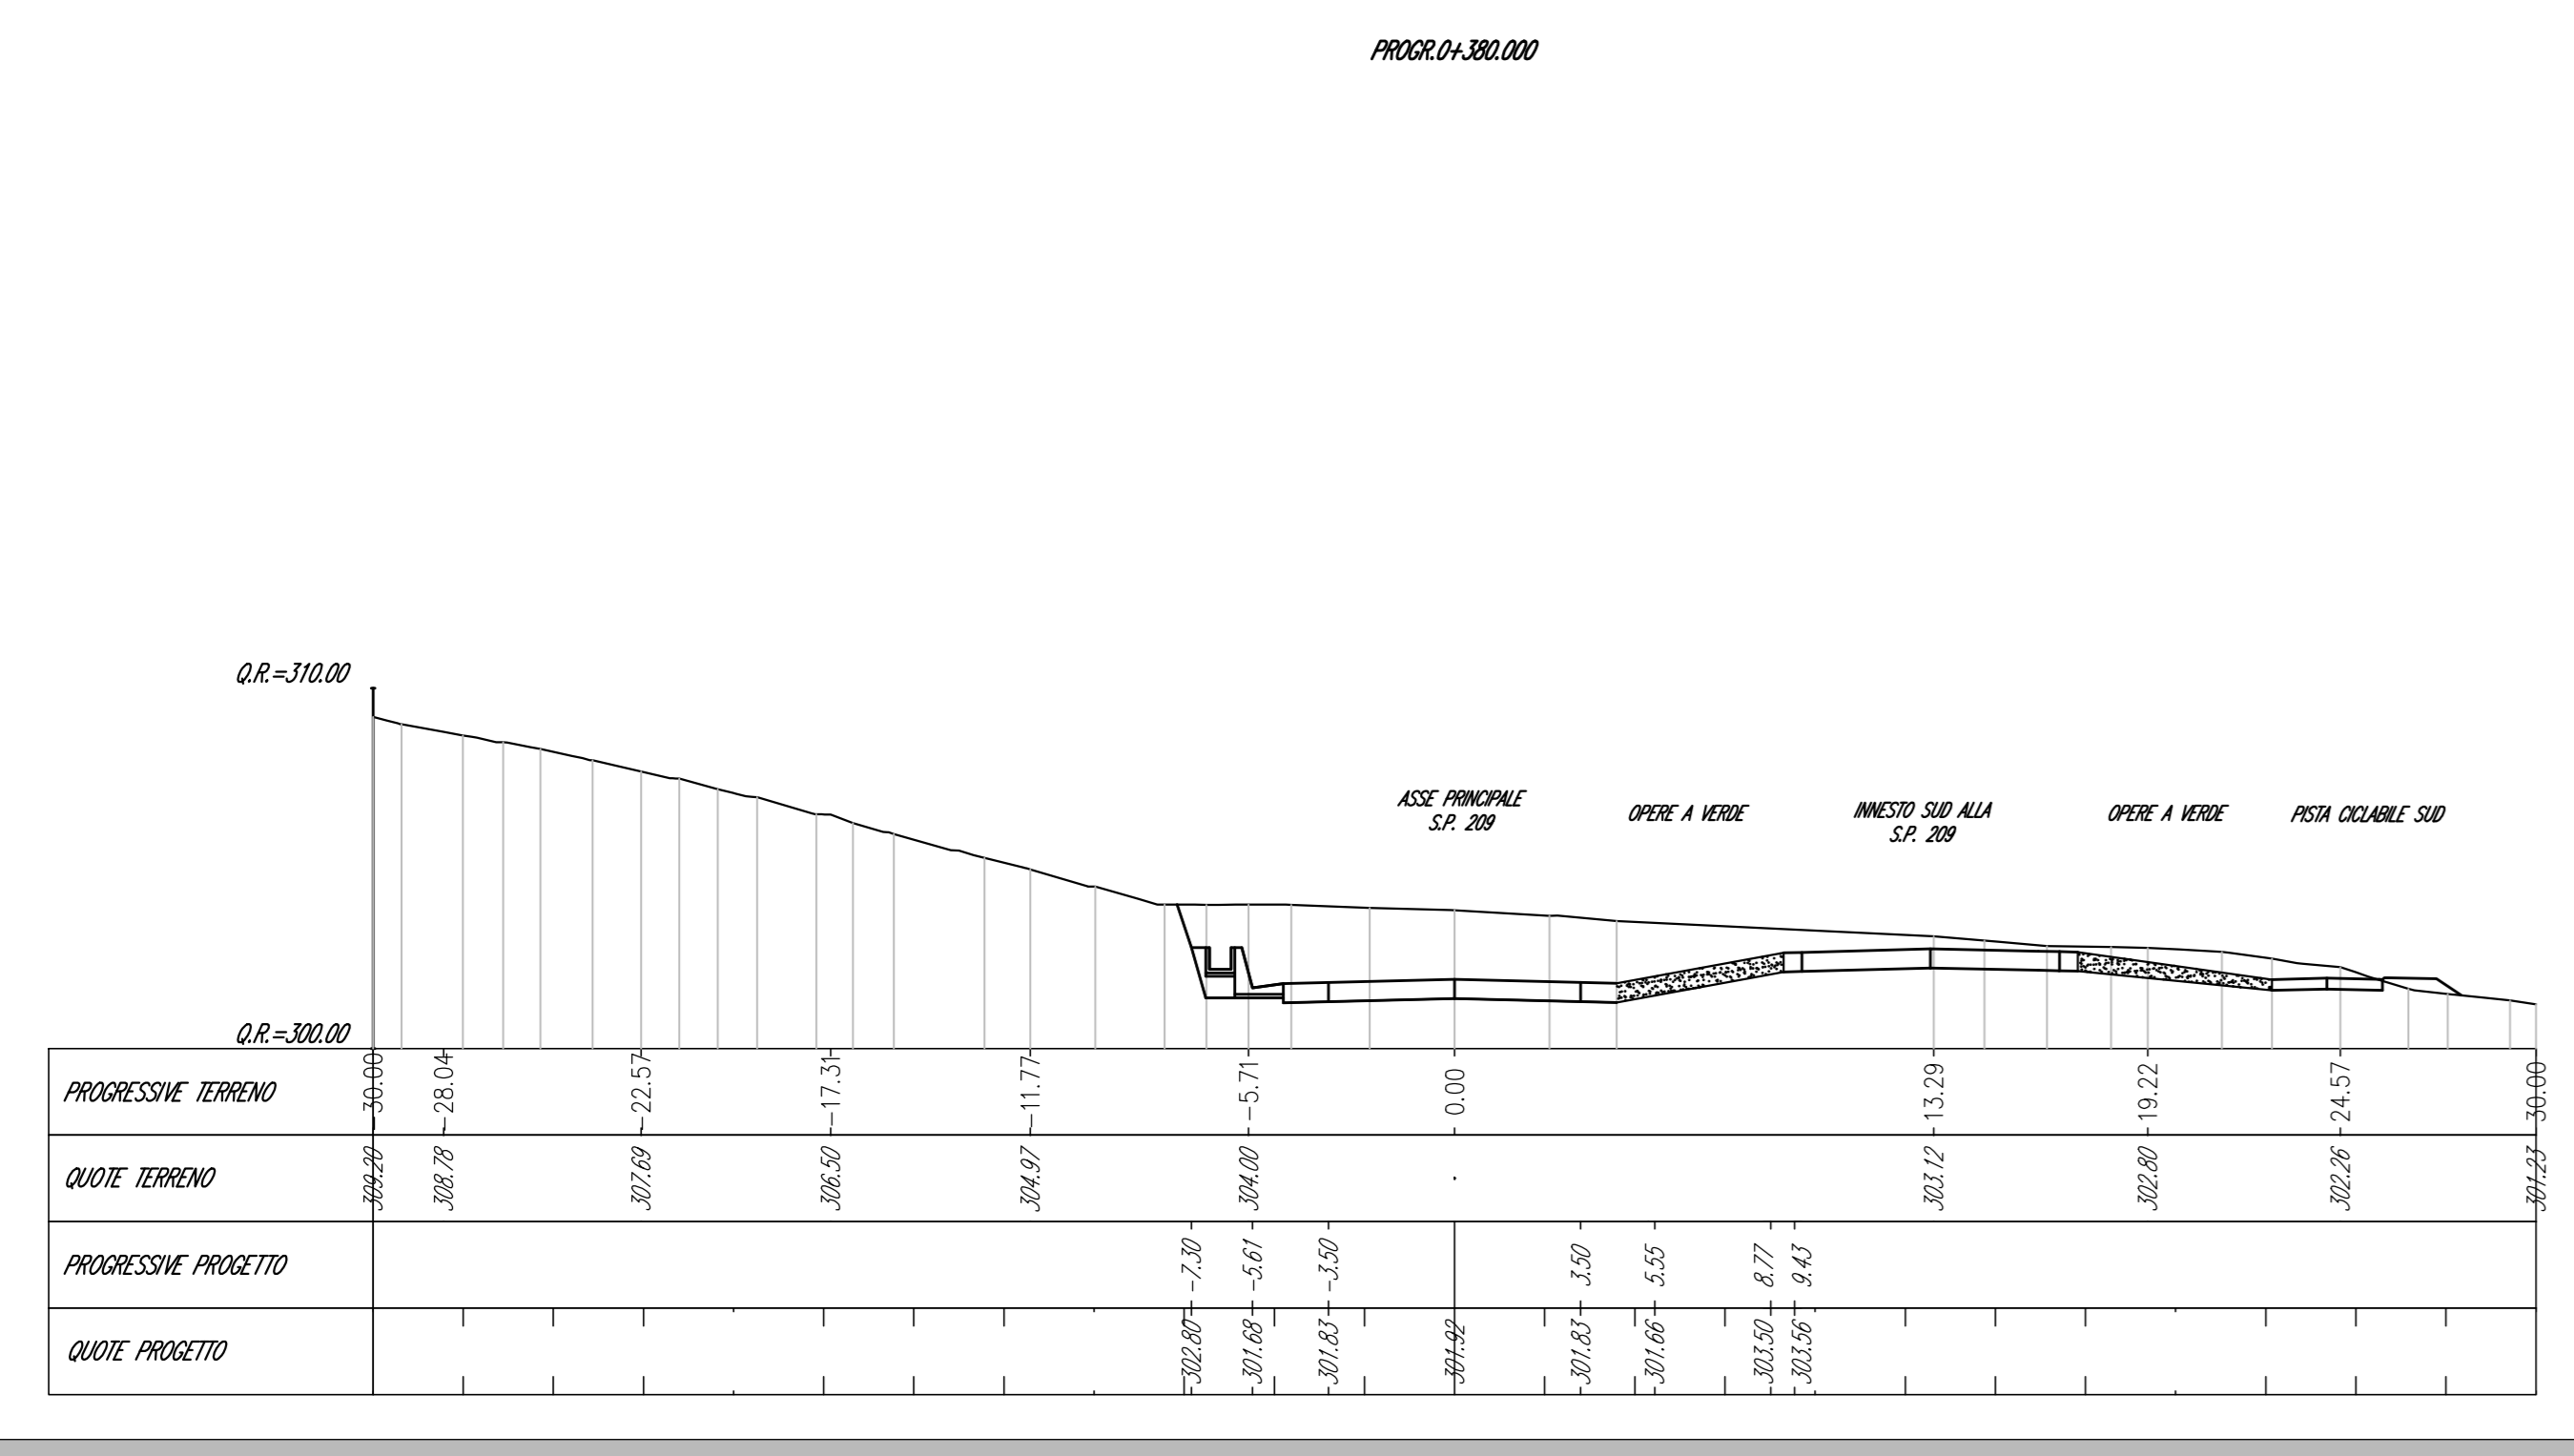 PROGR.0+380.000
Q.R.=310.00
ASSE PRINCIPALE
S.P. 209
OPERE A VERDE
INNESTO SUD ALLA
S.P. 209
OPERE A VERDE
PISTA CICLABILE SUD
Q.R.=300.00
PROGRESSIVE TERRENO -30.00 -28.04 -22.57 -17.31 -11.77 -5.71 0.00 13.29 19.22 24.57 30.00
QUOTE TERRENO 309.20 308.78 307.69 306.50 304.97 304.00 303.12 302.80 302.26 301.23
PROGRESSIVE PROGETTO -7.30 -5.61 -3.50 3.50 5.55 8.77 9.43
QUOTE PROGETTO 302.80 301.68 301.83 301.92 301.83 301.66 303.50 303.56